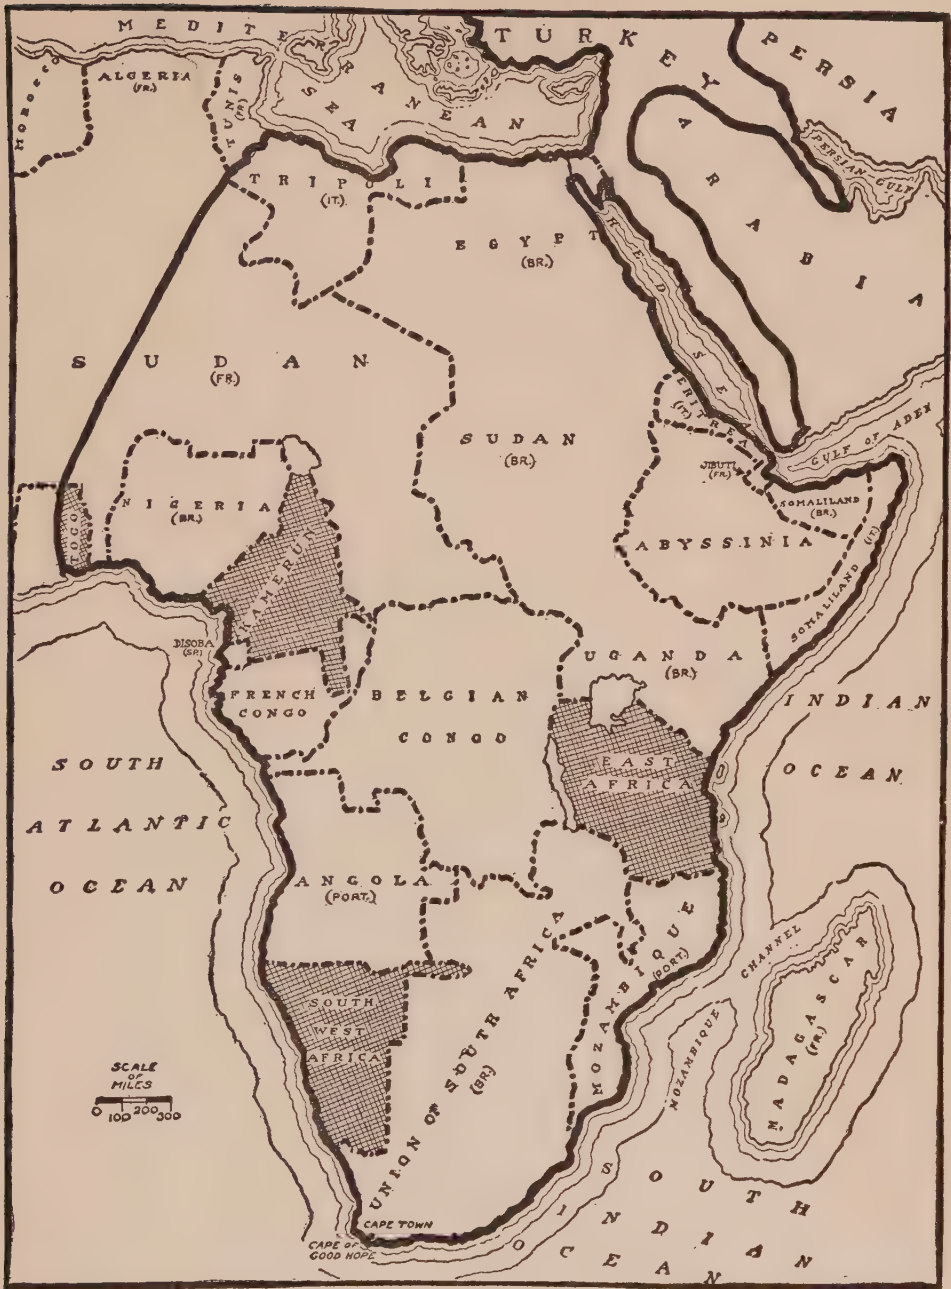 MEDITERRANEAN
SEA
TURKEY
PERSIA
MOROCCO
ALGERIA
(FR.)
TUNIS
(FR.)
PERSIAN GULF
TRIPOLI
(IT.)
EGYPT
(BR.)
ARABIA
RED SEA
SUDAN
(FR.)
SUDAN
(BR.)
ERITREA
(IT.)
GULF OF ADEN
JIBUTI
(FR.)
SOMALILAND
(BR.)
NIGERIA
(BR.)
TOGO
KAMERUN
ABYSSINIA
SOMALILAND
(IT.)
DISOBA
(SP.)
UGANDA
(BR.)
FRENCH
CONGO
BELGIAN
CONGO
INDIAN
OCEAN
EAST
AFRICA
SOUTH
ATLANTIC
OCEAN
ANGOLA
(PORT.)
MOZAMBIQUE
(PORT.)
MOZAMBIQUE CHANNEL
MADAGASCAR
(FR.)
SOUTH
WEST
AFRICA
UNION OF SOUTH AFRICA
(BR.)
SCALE
OF
MILES
0 100 200 300
CAPE TOWN
CAPE OF
GOOD HOPE
SOUTH
INDIAN
OCEAN